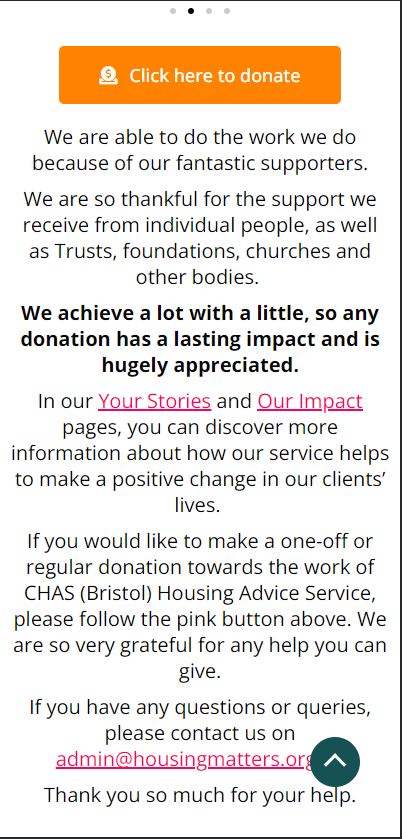 Click here to donate
We are able to do the work we do
because of our fantastic supporters.
We are so thankful for the support we
receive from individual people, as well
as Trusts, foundations, churches and
other bodies.
We achieve a lot with a little, so any
donation has a lasting impact and is
hugely appreciated.
In our Your Stories and Our Impact
pages, you can discover more
information about how our service helps
to make a positive change in our clients’
lives.
If you would like to make a one-off or
regular donation towards the work of
CHAS (Bristol) Housing Advice Service,
please follow the pink button above. We
are so very grateful for any help you can
give.
If you have any questions or queries,
please contact us on
admin@housingmatters.org
Thank you so much for your help.